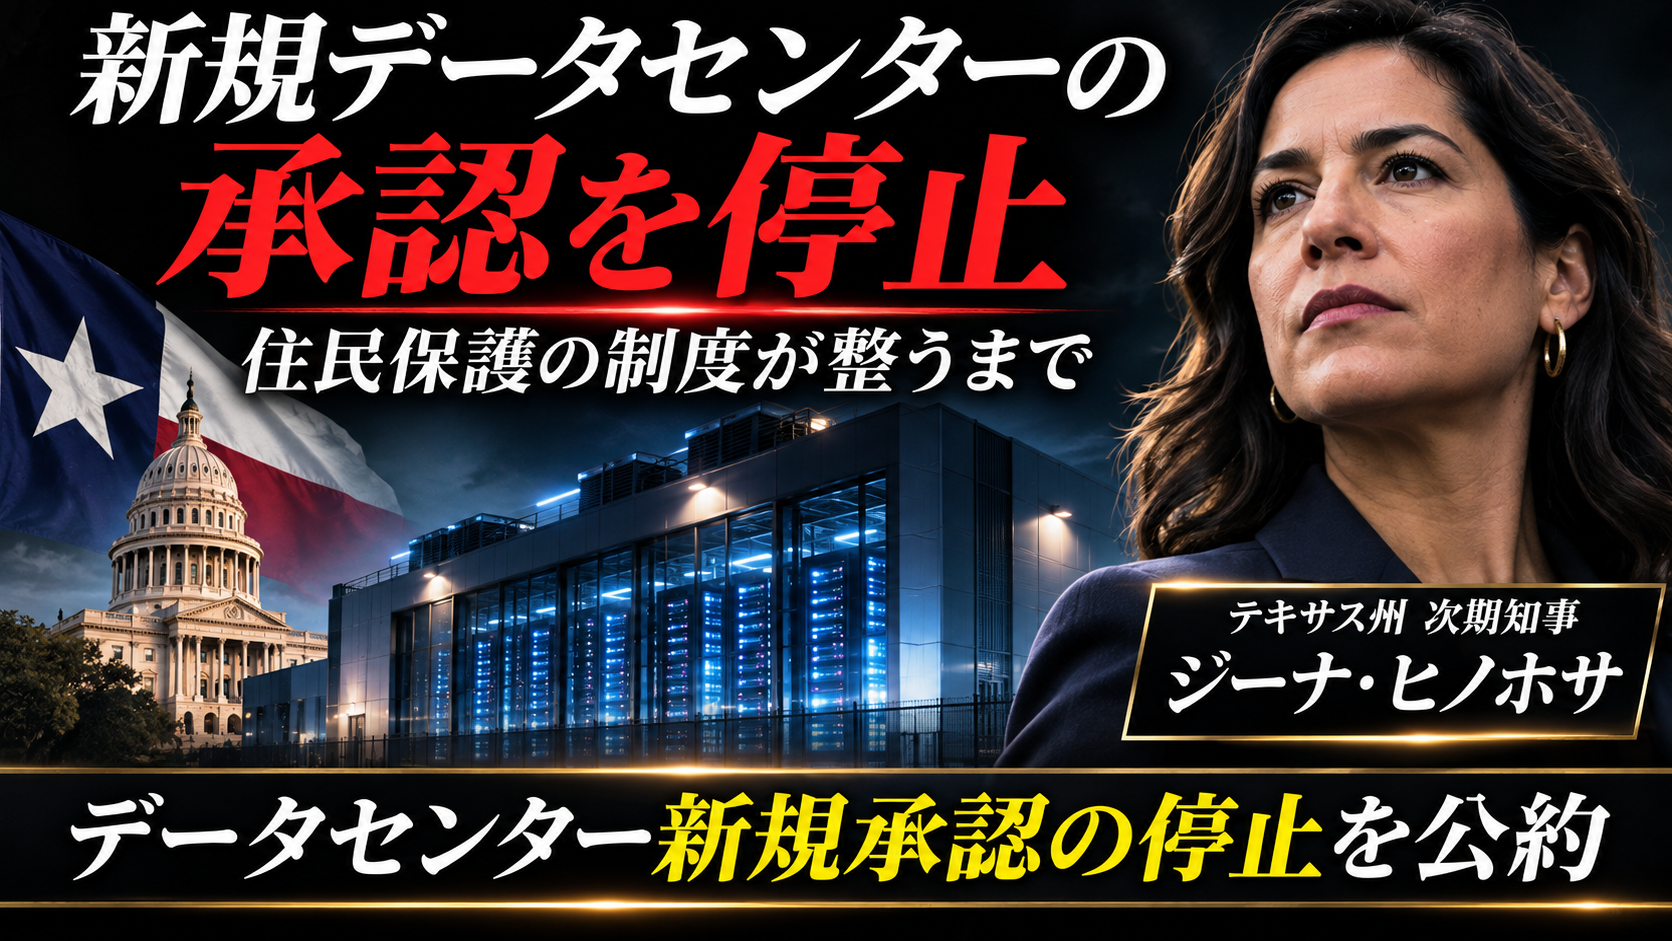 新規データセンターの
承認を停止
住民保護の制度が整うまで
テキサス州 次期知事
ジーナ・ヒノホサ
データセンター新規承認の停止を公約